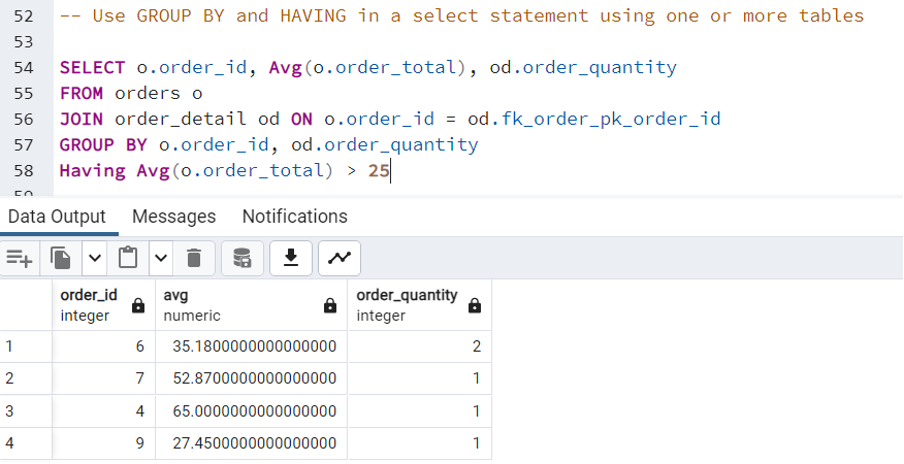 52 -- Use GROUP BY and HAVING in a select statement using one or more tables
53
54 SELECT o.order_id, Avg(o.order_total), od.order_quantity
55 FROM orders o
56 JOIN order_detail od ON o.order_id = od.fk_order_pk_order_id
57 GROUP BY o.order_id, od.order_quantity
58 Having Avg(o.order_total) > 25
59
Data Output Messages Notifications
order_id avg order_quantity
integer numeric integer
1 6 35.1800000000000000 2
2 7 52.8700000000000000 1
3 4 65.0000000000000000 1
4 9 27.4500000000000000 1